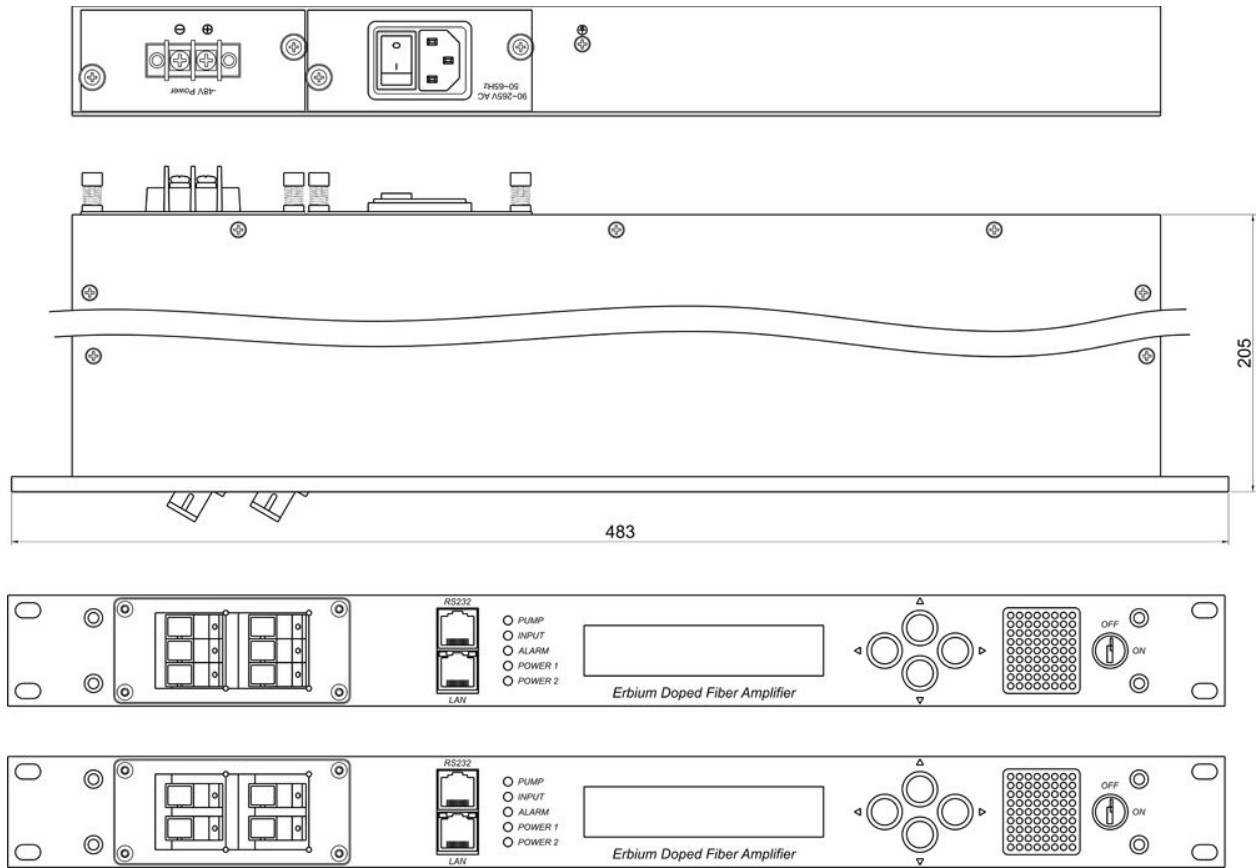 -48V Power
90~265V AC
50~65Hz
205
483
RS232
PUMP
INPUT
ALARM
POWER 1
POWER 2
LAN
Erbium Doped Fiber Amplifier
OFF
ON
RS232
PUMP
INPUT
ALARM
POWER 1
POWER 2
LAN
Erbium Doped Fiber Amplifier
OFF
ON